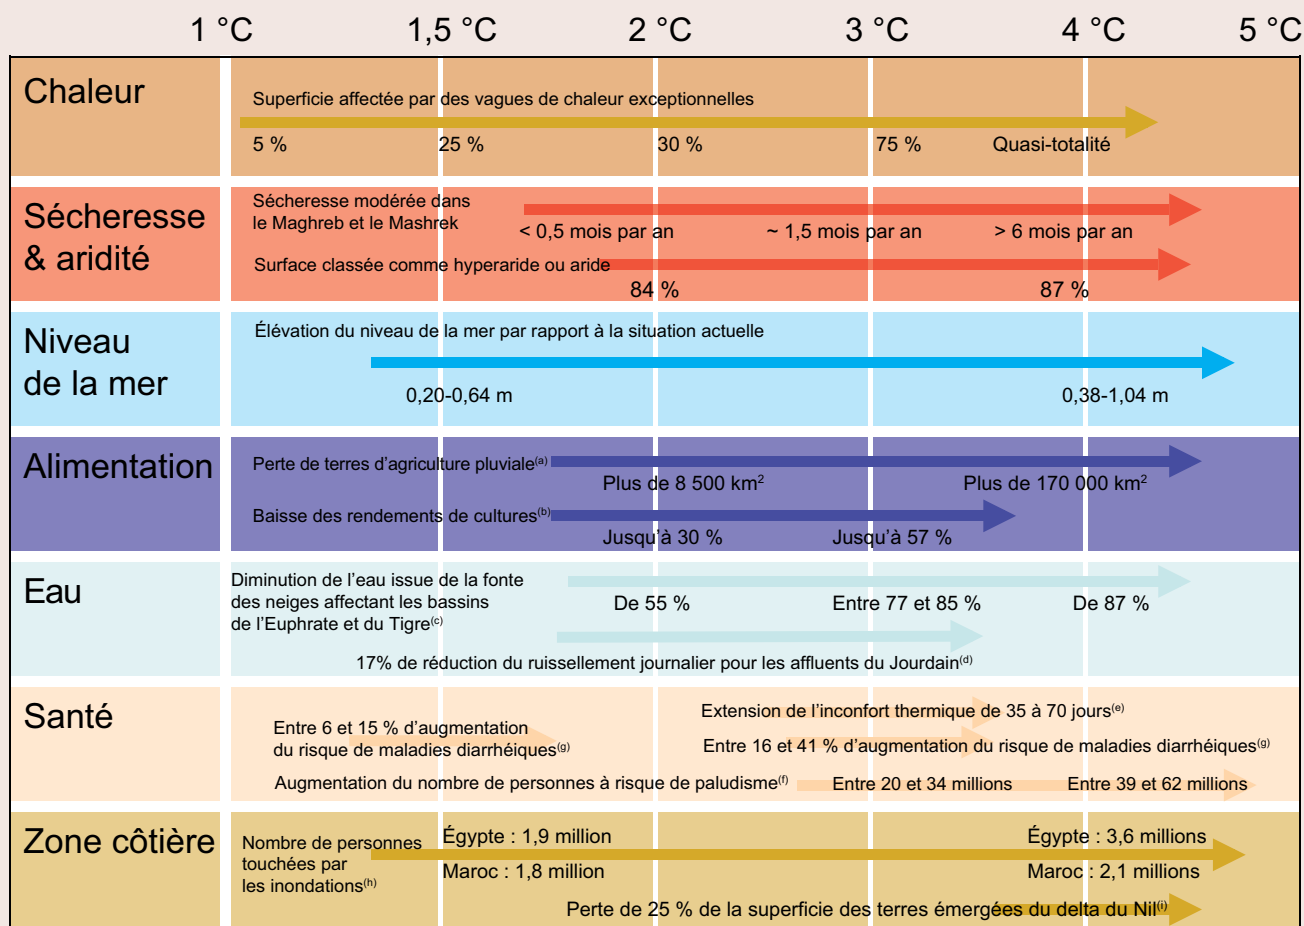 1 °C 1,5 °C 2 °C 3 °C 4 °C 5 °C
Chaleur
Superficie affectée par des vagues de chaleur exceptionnelles
5 % 25 % 30 % 75 % Quasi-totalité
Sécheresse
& aridité
Sécheresse modérée dans
le Maghreb et le Mashrek
< 0,5 mois par an ~ 1,5 mois par an > 6 mois par an
Surface classée comme hyperaride ou aride
84 % 87 %
Niveau
de la mer
Élévation du niveau de la mer par rapport à la situation actuelle
0,20-0,64 m 0,38-1,04 m
Alimentation
Perte de terres d’agriculture pluviale(a)
Plus de 8 500 km² Plus de 170 000 km²
Baisse des rendements de cultures(b)
Jusqu’à 30 % Jusqu’à 57 %
Eau
Diminution de l’eau issue de la fonte
des neiges affectant les bassins
de l’Euphrate et du Tigre(c)
De 55 % Entre 77 et 85 % De 87 %
17% de réduction du ruissellement journalier pour les affluents du Jourdain(d)
Santé
Extension de l’inconfort thermique de 35 à 70 jours(e)
Entre 6 et 15 % d’augmentation
du risque de maladies diarrhéiques(g)
Entre 16 et 41 % d’augmentation du risque de maladies diarrhéiques(g)
Augmentation du nombre de personnes à risque de paludisme(f) Entre 20 et 34 millions Entre 39 et 62 millions
Zone côtière
Nombre de personnes
touchées par
les inondations(h)
Égypte : 1,9 million Égypte : 3,6 millions
Maroc : 1,8 million Maroc : 2,1 millions
Perte de 25 % de la superficie des terres émergées du delta du Nil(i)